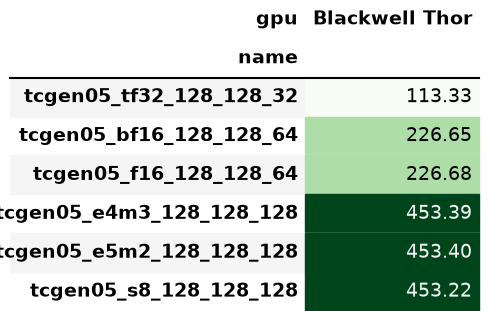 gpu Blackwell Thor
name
tcgen05_tf32_128_128_32 113.33
tcgen05_bf16_128_128_64 226.65
tcgen05_f16_128_128_64 226.68
tcgen05_e4m3_128_128_128 453.39
tcgen05_e5m2_128_128_128 453.40
tcgen05_s8_128_128_128 453.22